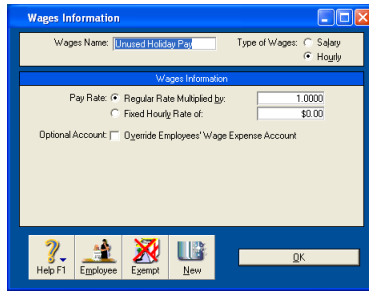 Wages Information
Wages Name: Unused Holiday Pay Type of Wages: Salary
Hourly
Wages Information
Pay Rate: Regular Rate Multiplied by: 1.0000
Fixed Hourly Rate of: $0.00
Optional Account: Override Employees' Wage Expense Account
Help F1 Employee Exempt New OK